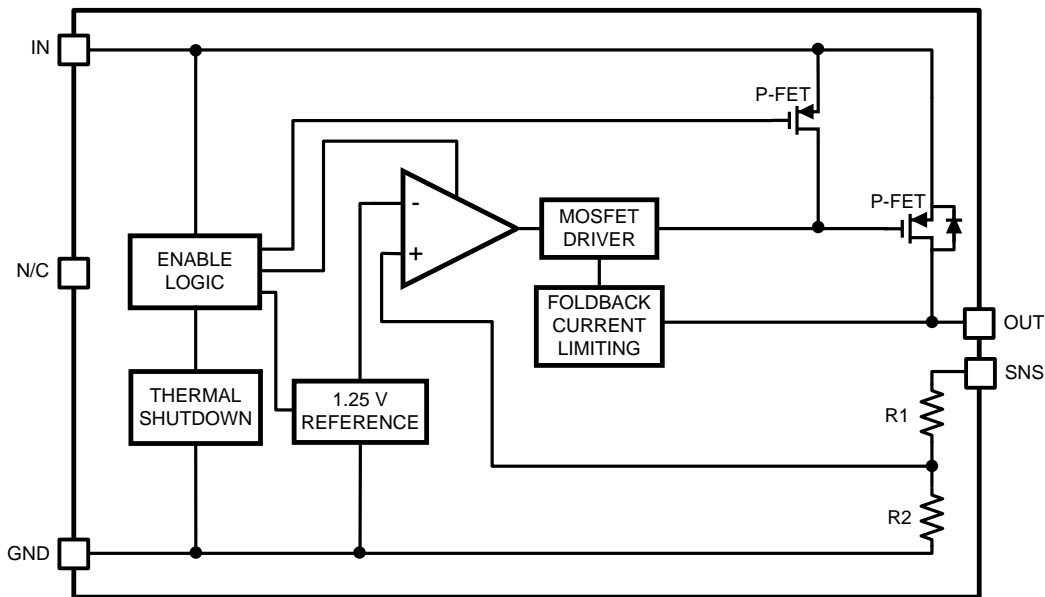 IN
P-FET
P-FET
-
+
MOSFET
DRIVER
N/C
ENABLE
LOGIC
FOLDBACK
CURRENT
LIMITING
OUT
SNS
THERMAL
SHUTDOWN
1.25 V
REFERENCE
R1
R2
GND